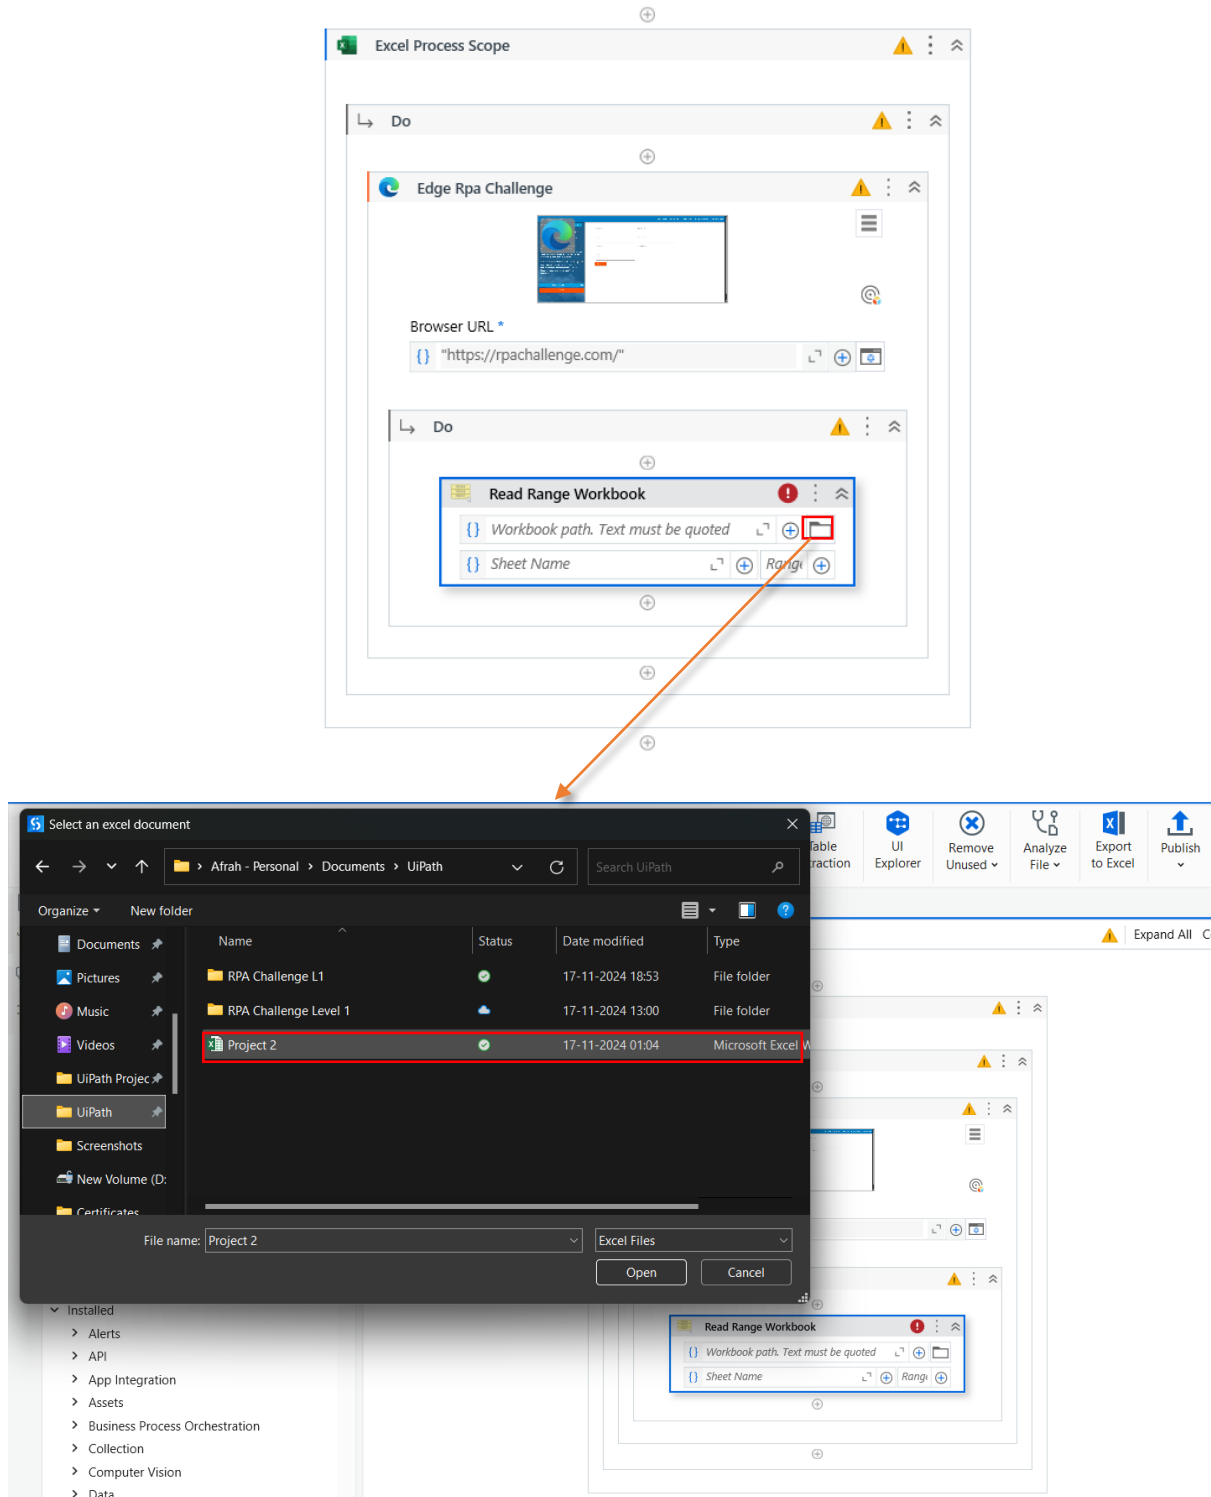 Excel Process Scope
Do
Edge Rpa Challenge
Browser URL *
{} "https://rpachallenge.com/"
Do
Read Range Workbook
{} Workbook path. Text must be quoted
{} Sheet Name
Select an excel document
UI Explorer
Remove Unused
Analyze File
Export to Excel
Publish
Afrah - Personal > Documents > UiPath
Search UiPath
Organize
New folder
Expand All
Name Status Date modified Type
Documents
Pictures
Music
Videos
UiPath Projec
UiPath
Screenshots
New Volume (D:
Certificates
RPA Challenge L1 17-11-2024 18:53 File folder
RPA Challenge Level 1 17-11-2024 13:00 File folder
Project 2 17-11-2024 01:04 Microsoft Excel W
File name: Project 2
Excel Files
Open
Cancel
Installed
Alerts
API
App Integration
Assets
Business Process Orchestration
Collection
Computer Vision
Data
Read Range Workbook
{} Workbook path. Text must be quoted
{} Sheet Name